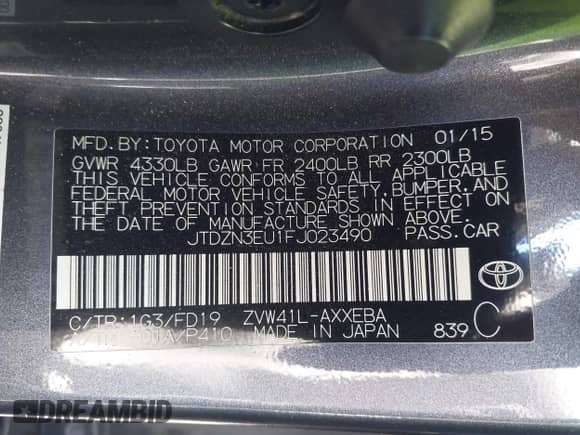 MFD.BY:TOYOTA MOTOR CORPORATION 01/15
GVWR 4330LB GAWR FR 2400LB RR 2300LB
THIS VEHICLE CONFORMS TO ALL APPLICABLE
FEDERAL MOTOR VEHICLE SAFETY,BUMPER,AND
THEFT PREVENTION STANDARDS IN EFFECT ON
THE DATE OF MANUFACTURE SHOWN ABOVE.
JTDZN3EU1FJ023490 PASS.CAR
C/TR:1G3/FD19 ZVW41L-AXXEBA
/P410 MADE IN JAPAN 839 C
DREAMBID